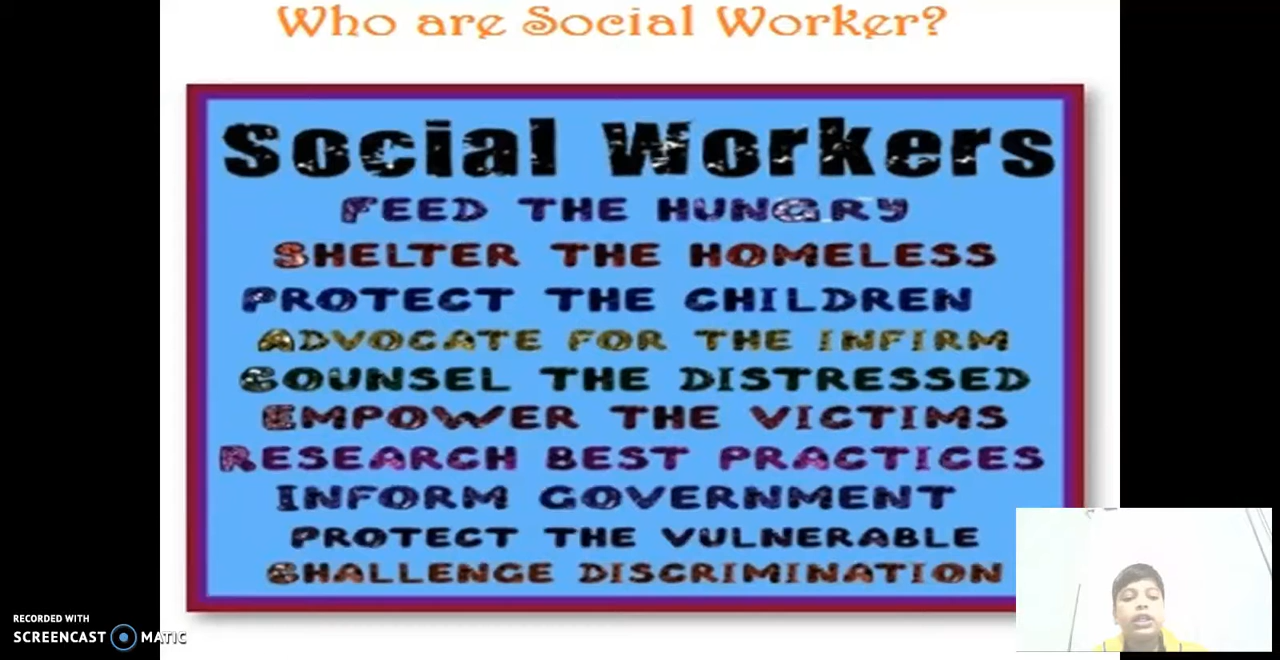 Who are Social Worker?
Social Workers
FEED THE HUNGRY
SHELTER THE HOMELESS
PROTECT THE CHILDREN
ADVOCATE FOR THE INFIRM
COUNSEL THE DISTRESSED
EMPOWER THE VICTIMS
RESEARCH BEST PRACTICES
INFORM GOVERNMENT
PROTECT THE VULNERABLE
CHALLENGE DISCRIMINATION
RECORDED WITH
SCREENCAST MATIC